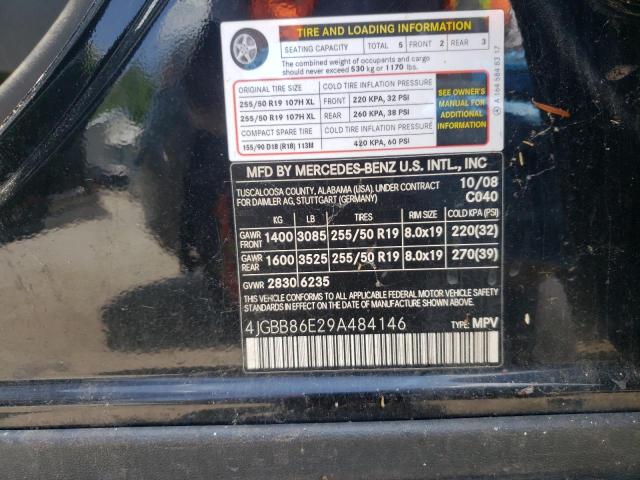 TIRE AND LOADING INFORMATION
SEATING CAPACITY TOTAL 5 FRONT 2 REAR 3
The combined weight of occupants and cargo
should never exceed 530 kg or 1170 lbs.
ORIGINAL TIRE SIZE COLD TIRE INFLATION PRESSURE
255/50 R19 107H XL FRONT 220 KPA, 32 PSI
255/50 R19 107H XL REAR 260 KPA, 38 PSI
COMPACT SPARE TIRE COLD TIRE INFLATION PRESSURE
155/90 D18 (R18) 113M 420 KPA, 60 PSI
SEE OWNER'S
MANUAL FOR
ADDITIONAL
INFORMATION
A 164 584 83 17
MFD BY MERCEDES-BENZ U.S. INTL., INC
TUSCALOOSA COUNTY, ALABAMA (USA), UNDER CONTRACT 10/08
FOR DAIMLER AG, STUTTGART (GERMANY) C040
KG LB TIRES RIM SIZE COLD KPA (PSI)
GAWR FRONT 1400 3085 255/50 R19 8.0x19 220(32)
GAWR REAR 1600 3525 255/50 R19 8.0x19 270(39)
GVWR 2830 6235
THIS VEHICLE CONFORMS TO ALL APPLICABLE FEDERAL MOTOR VEHICLE SAFETY
STANDARDS IN EFFECT ON THE DATE OF MANUFACTURE SHOWN ABOVE.
4JGBB86E29A484146 TYPE: MPV